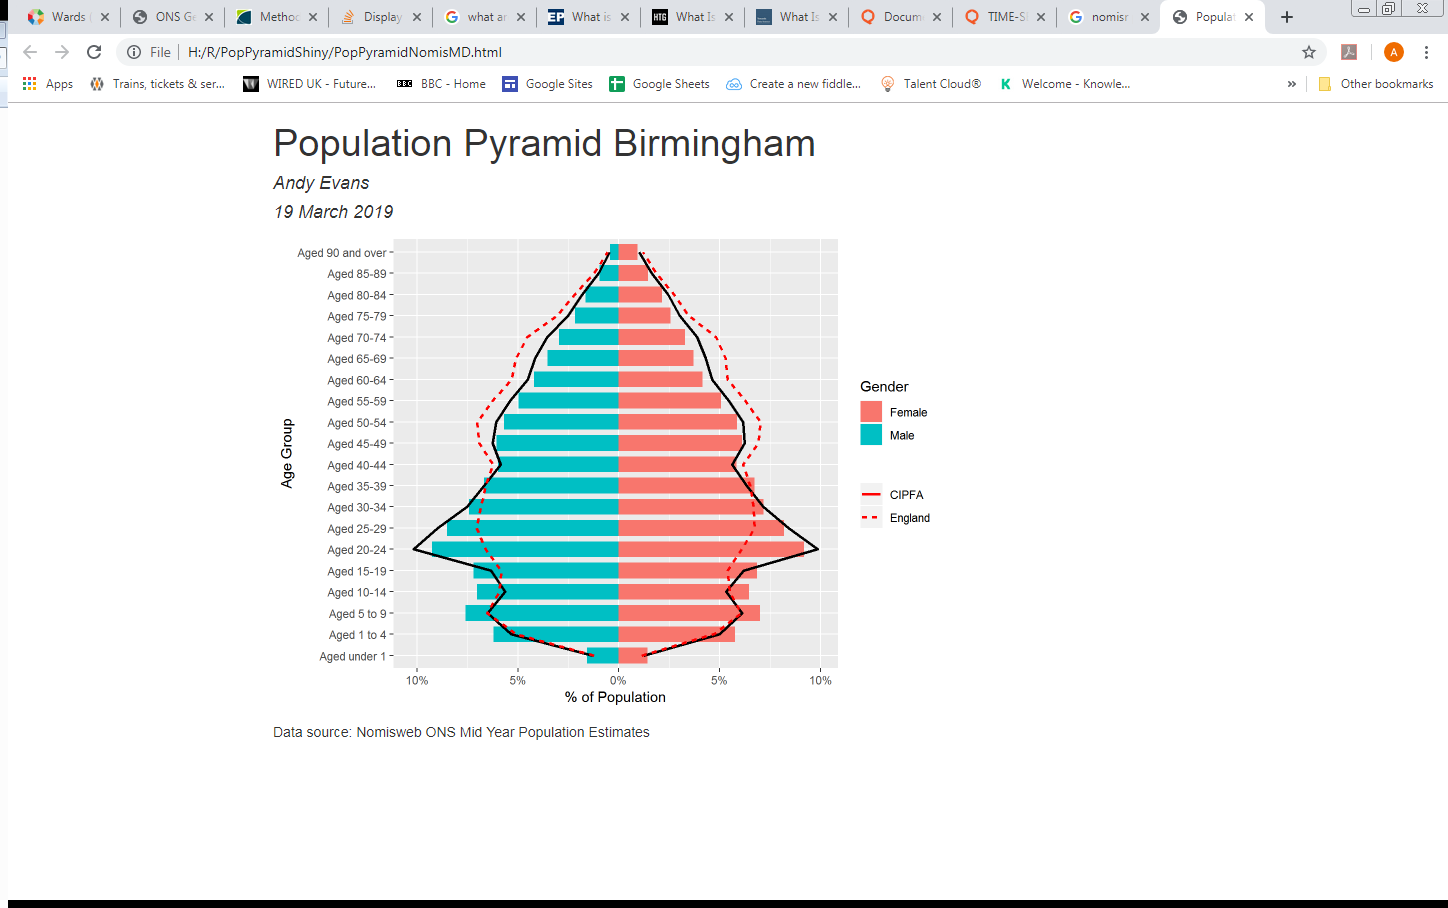 Wards
ONS Ge
Method
Display
what ar
What is
What Is
What Is
Docum
TIME-S
nomisr
Populat
File
H:/R/PopPyramidShiny/PopPyramidNomisMD.html
A
Apps
Trains, tickets & ser...
WIRED UK - Future...
BBC - Home
Google Sites
Google Sheets
Create a new fiddle...
Talent Cloud®
Welcome - Knowle...
»
Other bookmarks
Population Pyramid Birmingham
Andy Evans
19 March 2019
Aged 90 and over
Aged 85-89
Aged 80-84
Aged 75-79
Aged 70-74
Aged 65-69
Aged 60-64
Aged 55-59
Aged 50-54
Aged 45-49
Aged 40-44
Aged 35-39
Aged 30-34
Aged 25-29
Aged 20-24
Aged 15-19
Aged 10-14
Aged 5 to 9
Aged 1 to 4
Aged under 1
Age Group
10% 5% 0% 5% 10%
% of Population
Gender
Female
Male
CIPFA
England
Data source: Nomisweb ONS Mid Year Population Estimates